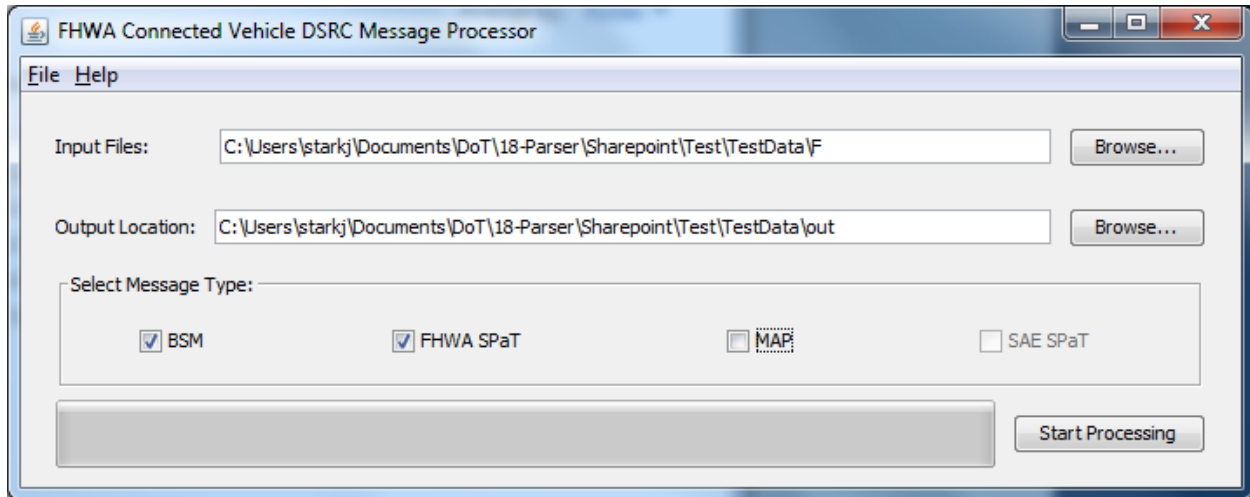 FHWA Connected Vehicle DSRC Message Processor
File Help
Input Files: C:\Users\starkj\Documents\DoT\18-Parser\Sharepoint\Test\TestData\F Browse...
Output Location: C:\Users\starkj\Documents\DoT\18-Parser\Sharepoint\Test\TestData\out Browse...
Select Message Type:
BSM FHWA SPaT MAP SAE SPaT
Start Processing